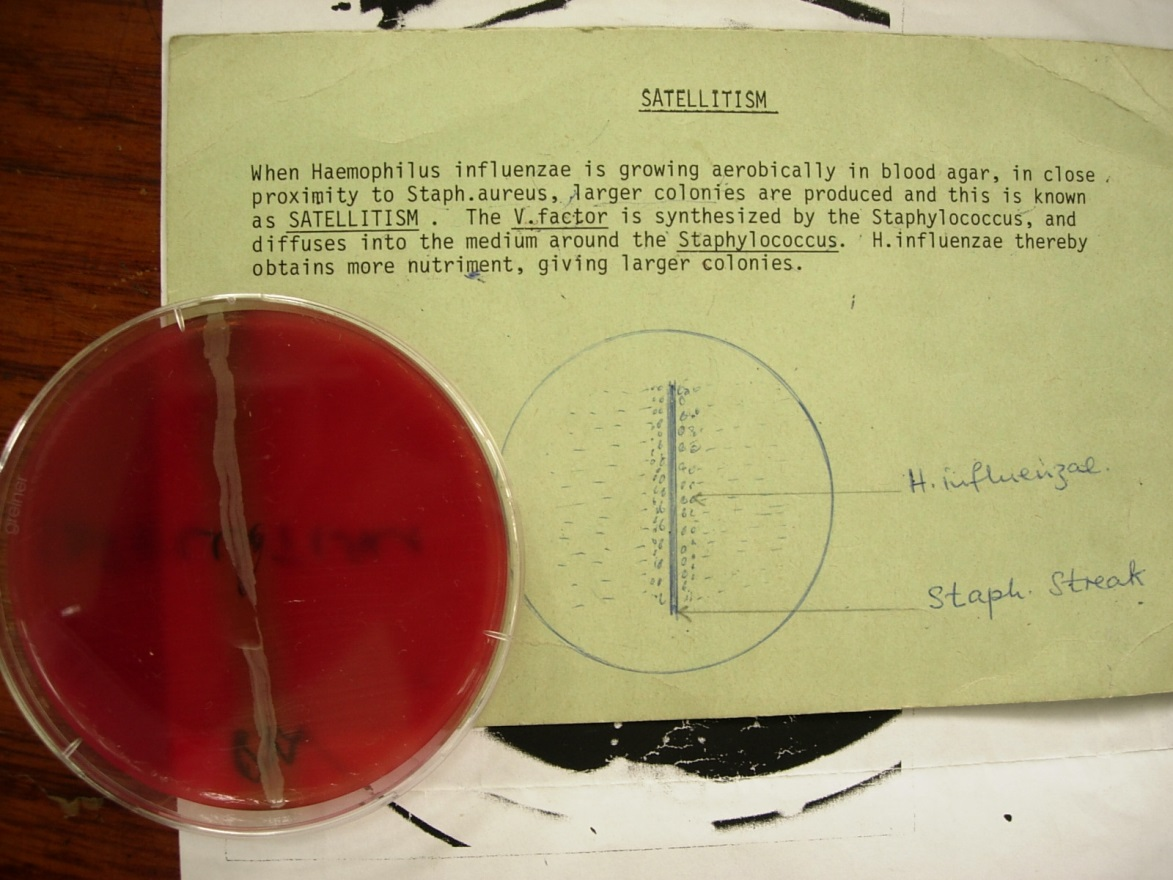 SATELLITISM
When Haemophilus influenzae is growing aerobically in blood agar, in close
proximity to Staph.aureus, larger colonies are produced and this is known
as SATELLITISM . The V.factor is synthesized by the Staphylococcus, and
diffuses into the medium around the Staphylococcus. H.influenzae thereby
obtains more nutriment, giving larger colonies.
H.influenzae.
Staph. Streak
greiner